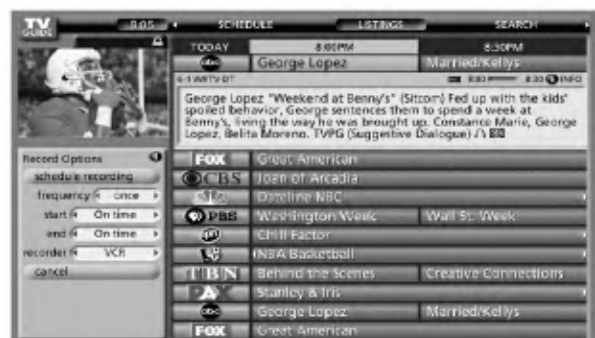 TV GUIDE 8:05 SCHEDULE LISTINGS SEARCH
TODAY 8:00PM 8:30PM
abc George Lopez Married/Kellys
6-1 WRTV-DT 8:00 8:30 INFO
George Lopez "Weekend at Benny's" (Sitcom) Fed up with the kids'
spoiled behavior, George sentences them to spend a week at
Benny's, living the way he was brought up. Constance Marie, George
Lopez, Belita Moreno. TVPG (Suggestive Dialogue)
Record Options
schedule recording
frequency once
start On time
end On time
recorder VCR
cancel
FOX Great American
CBS Joan of Arcadia
Dateline NBC
PBS Washington Week Wall St. Week
Chill Factor
NBA Basketball
TBN Behind the Scenes Creative Connections
PAX Stanley & Iris
abc George Lopez Married/Kellys
FOX Great American